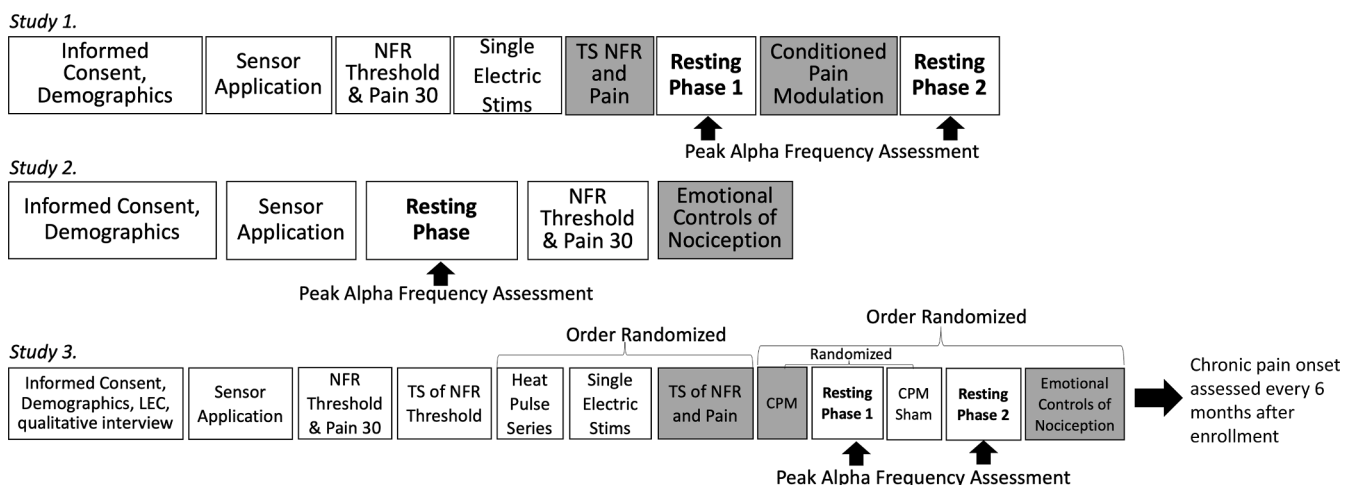 Study 1.
Informed
Consent,
Demographics
Sensor
Application
NFR
Threshold
& Pain 30
Single
Electric
Stims
TS NFR
and
Pain
Resting
Phase 1
Conditioned
Pain
Modulation
Resting
Phase 2
Peak Alpha Frequency Assessment
Study 2.
Informed Consent,
Demographics
Sensor
Application
Resting
Phase
NFR
Threshold
& Pain 30
Emotional
Controls of
Nociception
Peak Alpha Frequency Assessment
Study 3.
Order Randomized
Order Randomized
Randomized
Informed Consent,
Demographics, LEC,
qualitative interview
Sensor
Application
NFR
Threshold
& Pain 30
TS of NFR
Threshold
Heat
Pulse
Series
Single
Electric
Stims
TS of NFR
and Pain
CPM
Resting
Phase 1
CPM
Sham
Resting
Phase 2
Emotional
Controls of
Nociception
Chronic pain onset
assessed every 6
months after
enrollment
Peak Alpha Frequency Assessment